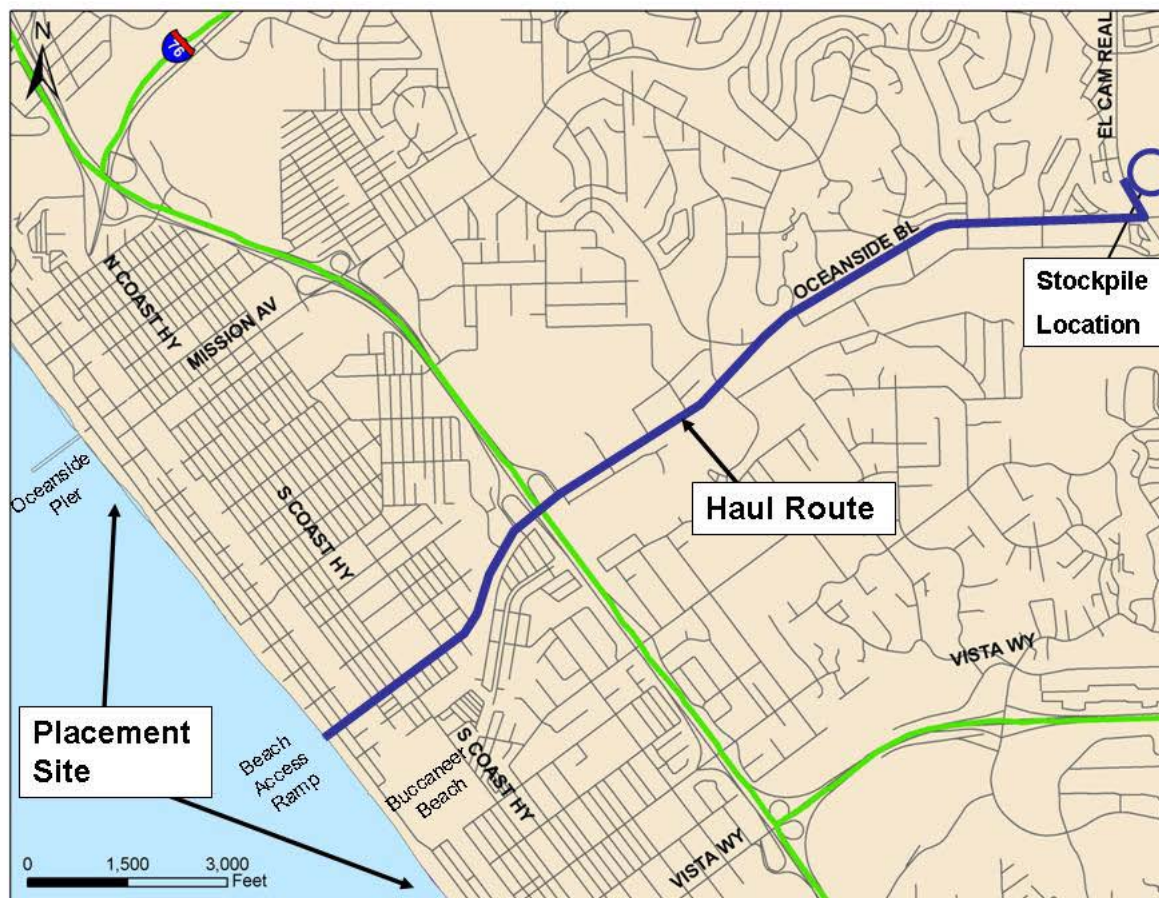 N
76
EL CAM REAL
OCEANSIDE BL
Stockpile
Location
N COAST HY
MISSION AV
Oceanside
Pier
S COAST HY
Haul Route
VISTA WY
Placement
Site
Beach
Access
Ramp
Buccaneer
Beach
S COAST HY
VISTA WY
0 1,500 3,000
Feet